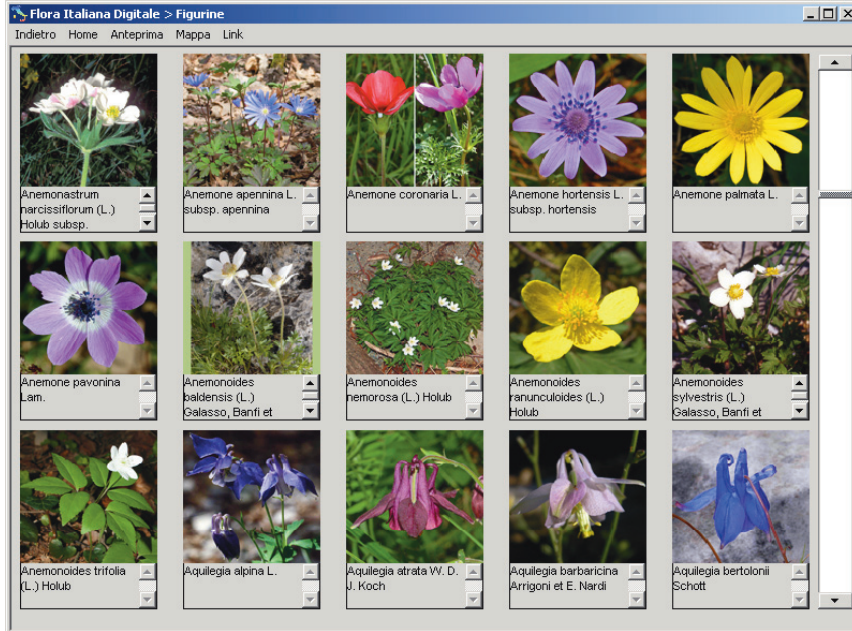 Flora Italiana Digitale > Figurine
Indietro Home Anteprima Mappa Link
Anemonastrum
narcissiflorum (L.)
Holub subsp.
Anemone apennina L.
subsp. apennina
Anemone coronaria L.
Anemone hortensis L.
subsp. hortensis
Anemone palmata L.
Anemone pavonina
Lam.
Anemonoides
baldensis (L.)
Galasso, Banfi et
Anemonoides
nemorosa (L.) Holub
Anemonoides
ranunculoides (L.)
Holub
Anemonoides
sylvestris (L.)
Galasso, Banfi et
Anemonoides trifolia
(L.) Holub
Aquilegia alpina L.
Aquilegia atrata W. D.
J. Koch
Aquilegia barbaricina
Arrigoni et E. Nardi
Aquilegia bertolonii
Schott